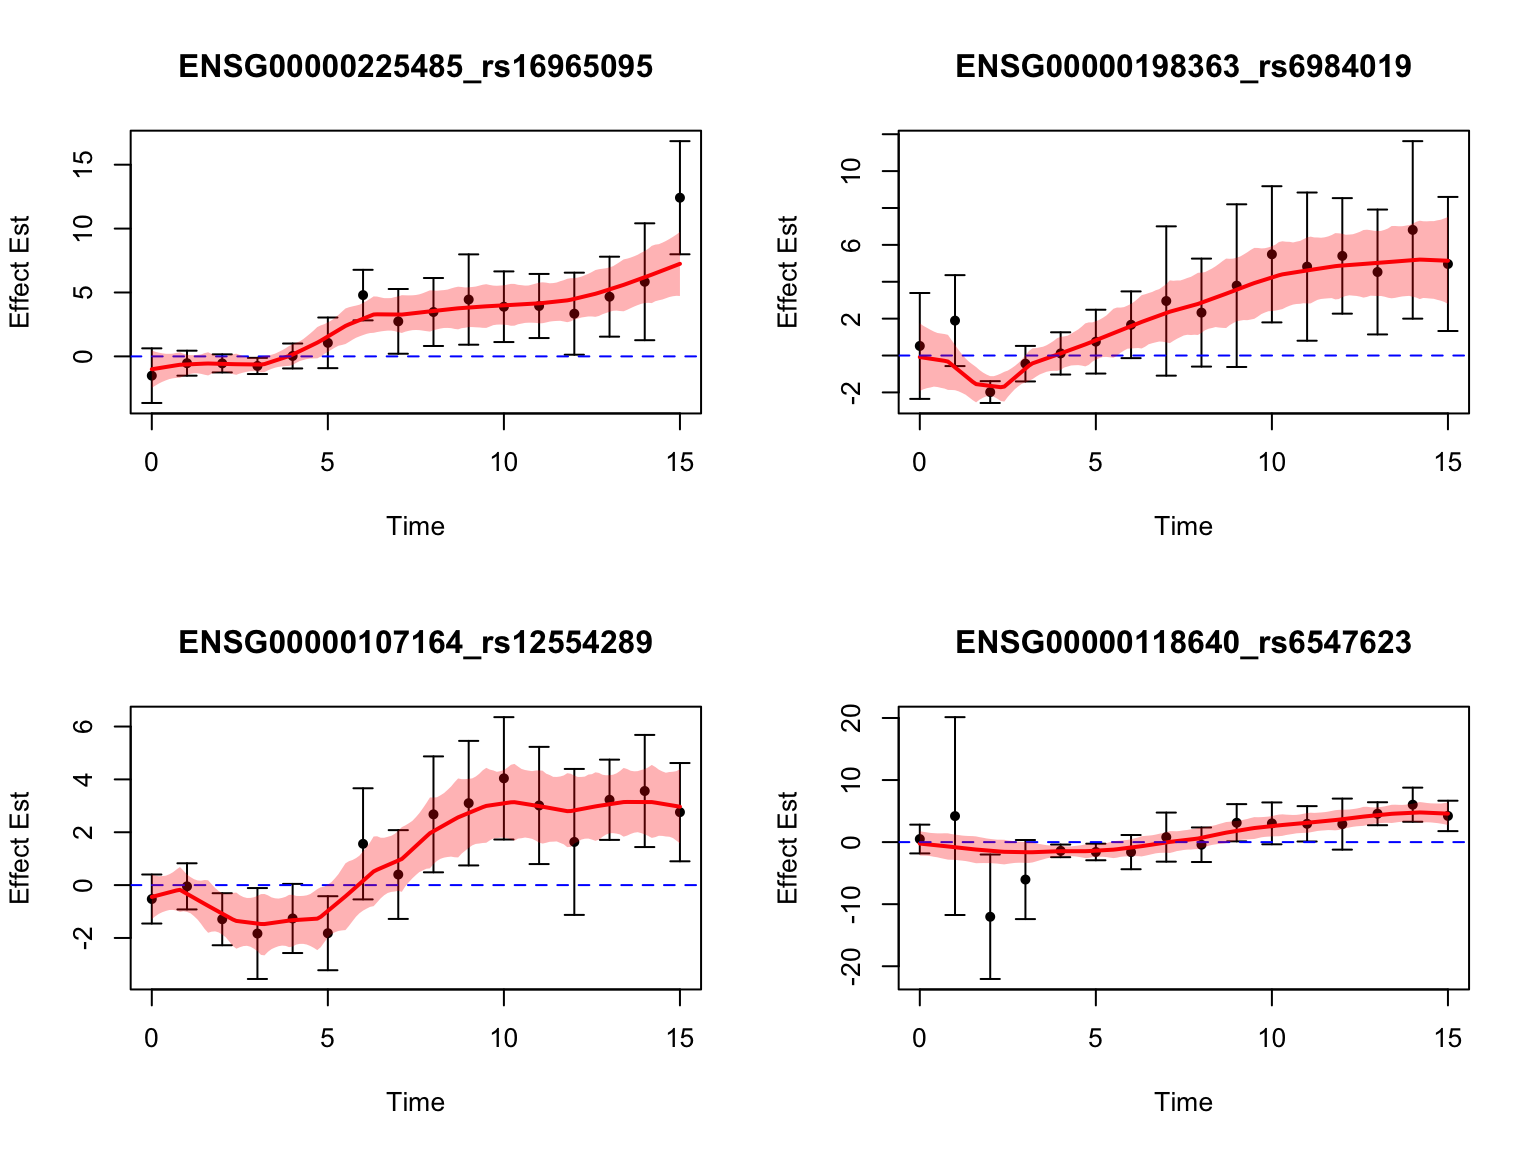 ENSG00000225485_rs16965095
Effect Est
15
10
5
0
0 5 10 15
Time
ENSG00000198363_rs6984019
Effect Est
10
6
2
-2
0 5 10 15
Time
ENSG00000107164_rs12554289
Effect Est
6
4
2
0
-2
0 5 10 15
Time
ENSG00000118640_rs6547623
Effect Est
20
10
0
-10
-20
0 5 10 15
Time